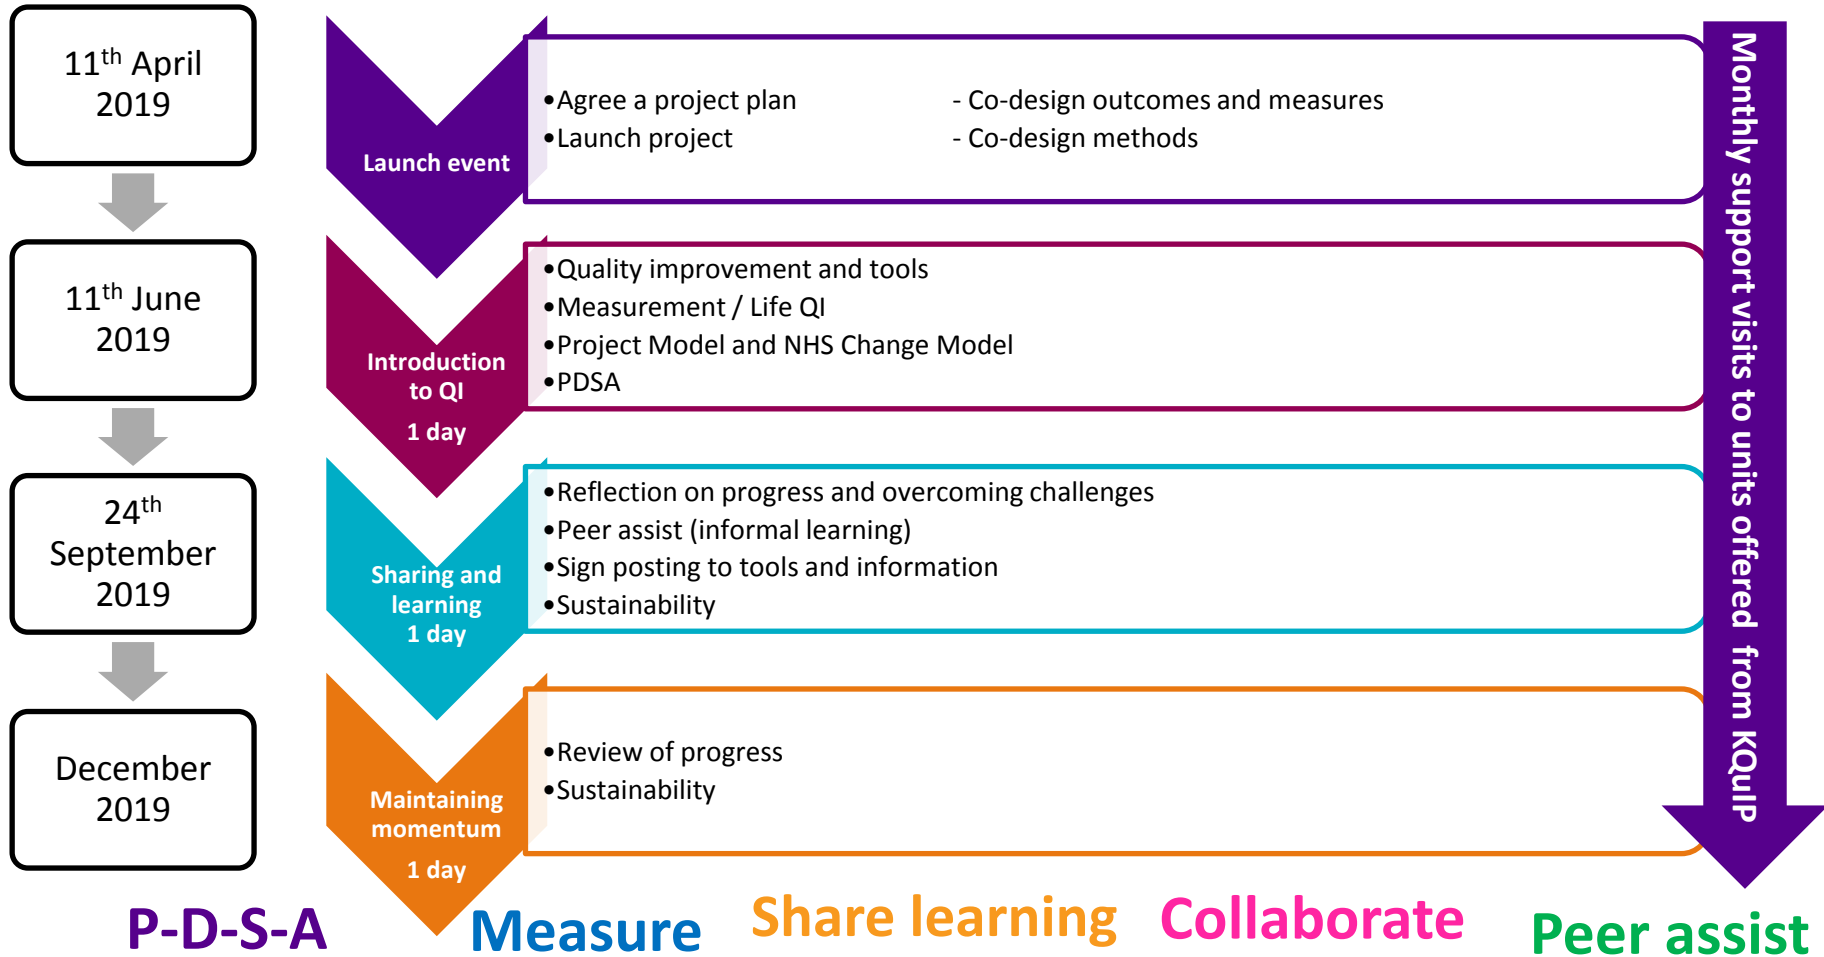 11th April
2019
Launch event
•Agree a project plan - Co-design outcomes and measures
•Launch project - Co-design methods
11th June
2019
Introduction
to QI
1 day
•Quality improvement and tools
•Measurement / Life QI
•Project Model and NHS Change Model
•PDSA
24th
September
2019
Sharing and
learning
1 day
•Reflection on progress and overcoming challenges
•Peer assist (informal learning)
•Sign posting to tools and information
•Sustainability
December
2019
Maintaining
momentum
1 day
•Review of progress
•Sustainability
Monthly support visits to units offered from KQuIP
P-D-S-A
Measure
Share learning
Collaborate
Peer assist